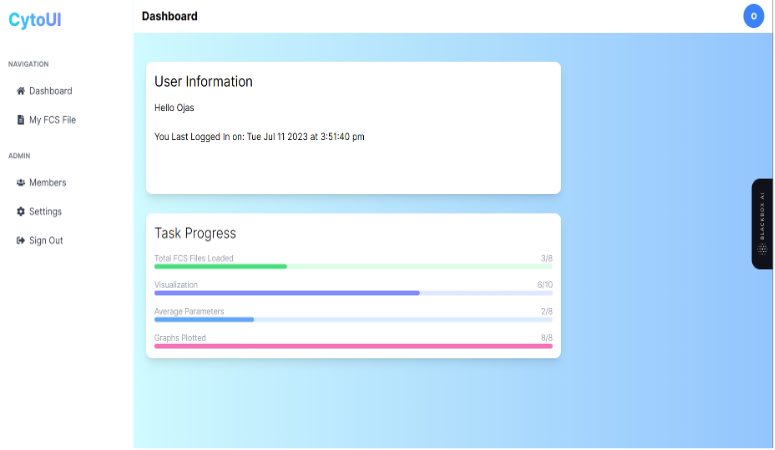 CytoUI
Dashboard
O
NAVIGATION
Dashboard
My FCS File
ADMIN
Members
Settings
Sign Out
User Information
Hello Ojas
You Last Logged In on: Tue Jul 11 2023 at 3:51:40 pm
Task Progress
Total FCS Files Loaded 3/8
Visualization 6/10
Average Parameters 2/8
Graphs Plotted 8/8
BLACKBOX AI